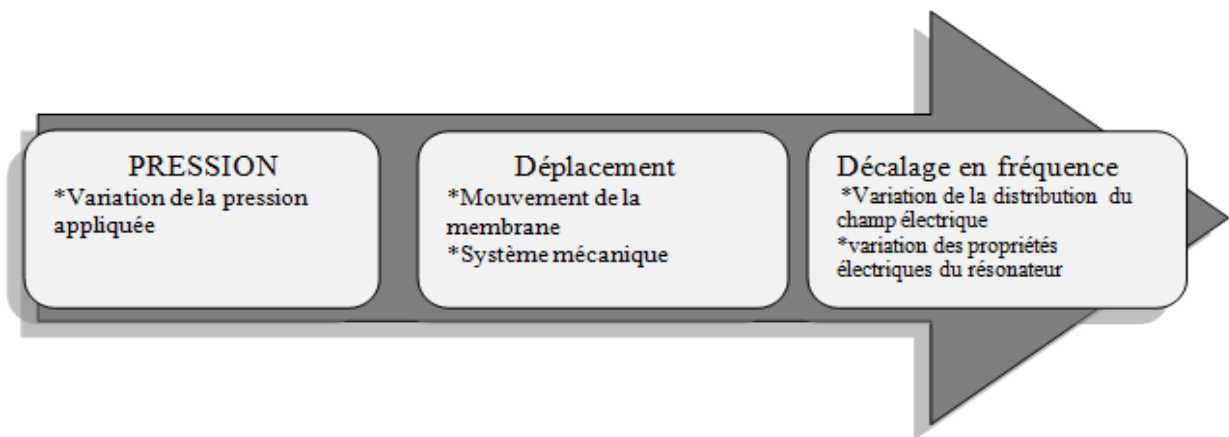 PRESSION
*Variation de la pression
appliquée
Déplacement
*Mouvement de la
membrane
*Système mécanique
Décalage en fréquence
*Variation de la distribution du
champ électrique
*variation des propriétés
électriques du résonateur